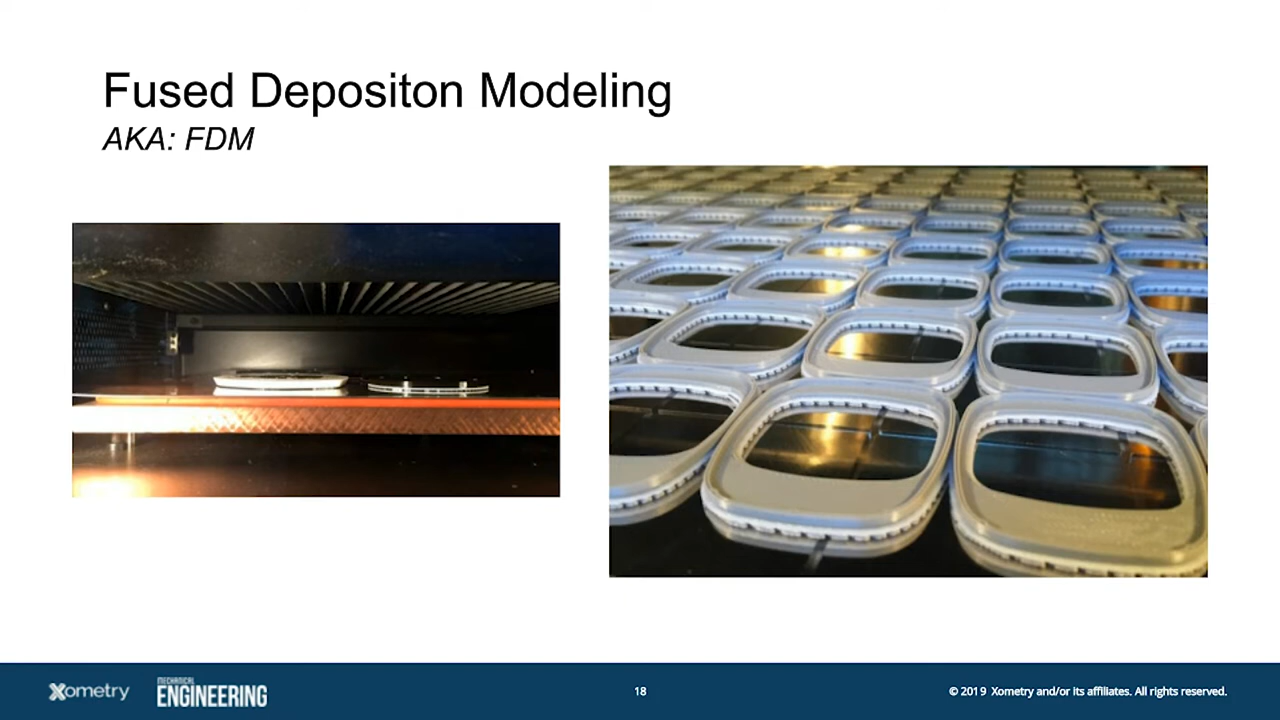 Fused Depositon Modeling
AKA: FDM
Xometry
MECHANICAL
ENGINEERING
18
© 2019 Xometry and/or its affiliates. All rights reserved.